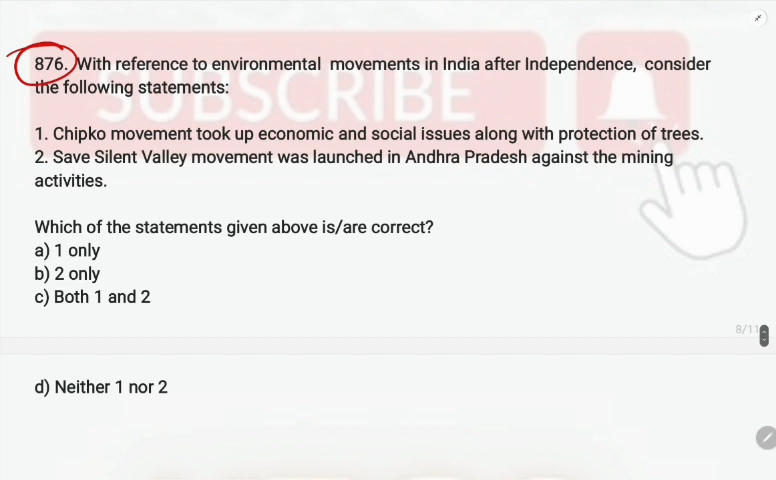 SUBSCRIBE
876. With reference to environmental movements in India after Independence, consider
the following statements:
1. Chipko movement took up economic and social issues along with protection of trees.
2. Save Silent Valley movement was launched in Andhra Pradesh against the mining
activities.
Which of the statements given above is/are correct?
a) 1 only
b) 2 only
c) Both 1 and 2
8/11
d) Neither 1 nor 2